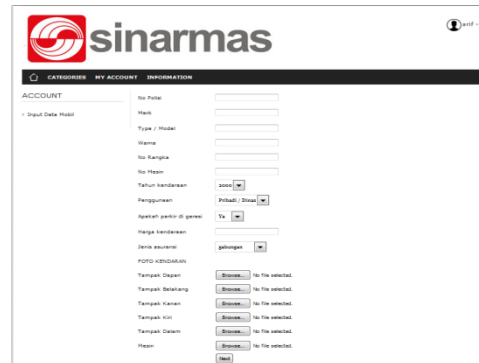 sinarmas
arif
CATEGORIES MY ACCOUNT INFORMATION
ACCOUNT
› Input Data Mobil
No Polisi
Merk
Type / Model
Warna
No Rangka
No Mesin
Tahun kendaraan 2000
Penggunaan Pribadi / Dinas
Apakah parkir di garasi Ya
Harga kendaraan
Jenis asuransi gabungan
FOTO KENDARAN
Tampak Depan Browse... No file selected.
Tampak Belakang Browse... No file selected.
Tampak Kanan Browse... No file selected.
Tampak Kiri Browse... No file selected.
Tampak Dalam Browse... No file selected.
Mesin Browse... No file selected.
Next